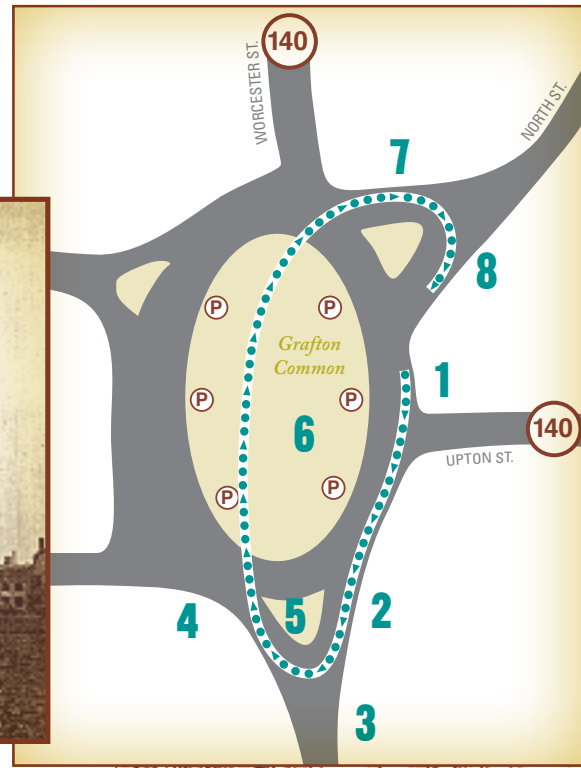 140
WORCESTER ST.
NORTH ST.
7
8
P
P
Grafton
Common
1
P
P
6
140
UPTON ST.
P
P
5
2
4
3